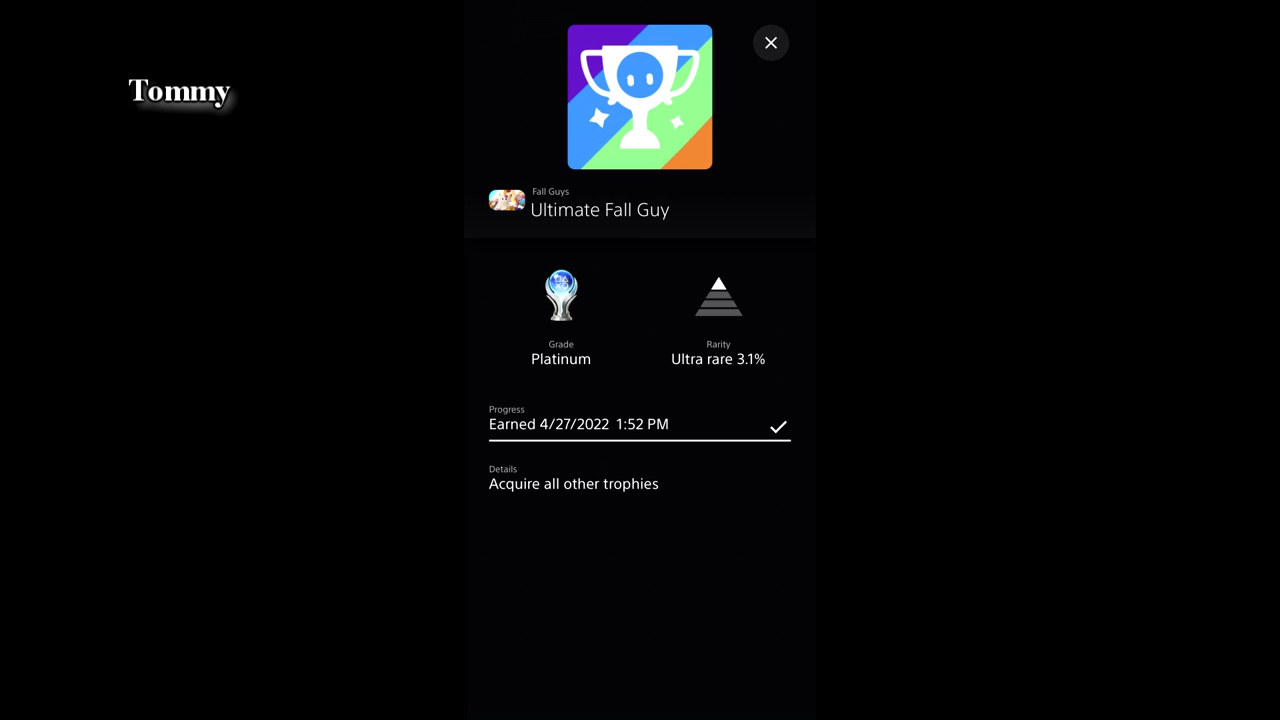 Tommy
Fall Guys
Ultimate Fall Guy
Grade
Platinum
Rarity
Ultra rare 3.1%
Progress
Earned 4/27/2022 1:52 PM
Details
Acquire all other trophies